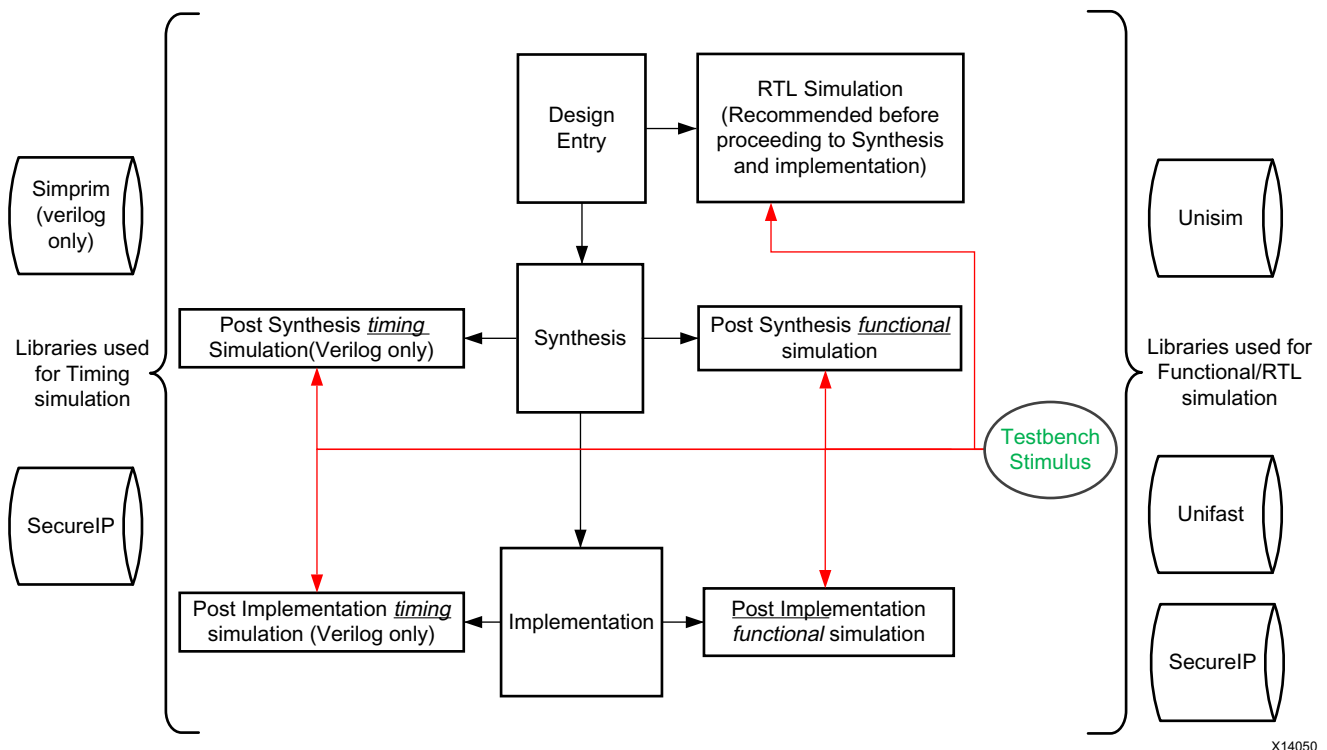 Design
Entry
RTL Simulation
(Recommended before
proceeding to Synthesis
and implementation)
Simprim
(verilog
only)
Unisim
Post Synthesis timing
Simulation(Verilog only)
Synthesis
Post Synthesis functional
simulation
Libraries used
for Timing
simulation
Libraries used for
Functional/RTL
simulation
Testbench
Stimulus
SecureIP
Unifast
Post Implementation timing
simulation (Verilog only)
Implementation
Post Implementation
functional simulation
SecureIP
X14050